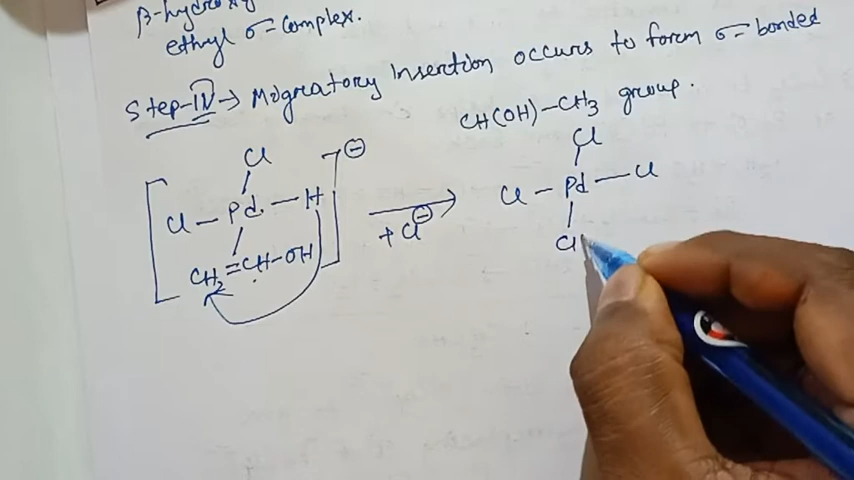 β-hydroxy
ethyl σ-complex.
Step-IV → Migratory insertion occurs to form σ-bonded
CH(OH)-CH₃ group.
Cl
Cl - Pd - H
CH₂=CH-OH
⊖
+Cl⊖
Cl
Cl - Pd - Cl
Cl